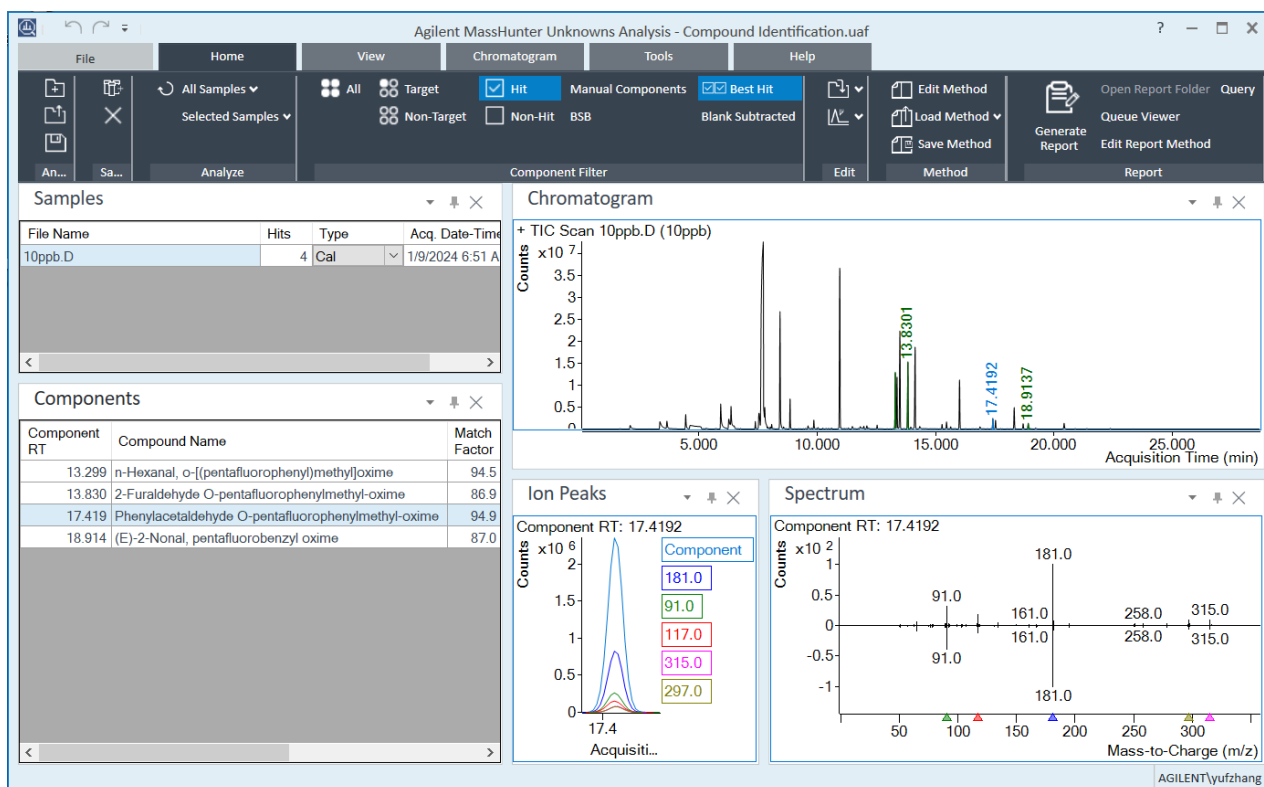 Agilent MassHunter Unknowns Analysis - Compound Identification.uaf
?
File Home View Chromatogram Tools Help
All Samples All Target Hit Manual Components Best Hit Edit Method Open Report Folder Query
Selected Samples Non-Target Non-Hit BSB Blank Subtracted Load Method Generate Report Queue Viewer
Save Method Edit Report Method
An... Sa... Analyze Component Filter Edit Method Report
Samples
File Name Hits Type Acq. Date-Time
10ppb.D 4 Cal 1/9/2024 6:51 A
Components
Component RT Compound Name Match Factor
13.299 n-Hexanal, o-[(pentafluorophenyl)methyl]oxime 94.5
13.830 2-Furaldehyde O-pentafluorophenylmethyl-oxime 86.9
17.419 Phenylacetaldehyde O-pentafluorophenylmethyl-oxime 94.9
18.914 (E)-2-Nonal, pentafluorobenzyl oxime 87.0
Chromatogram
+ TIC Scan 10ppb.D (10ppb)
Counts
x10 7
3.5
3
2.5
2
1.5
1
0.5
0
13.8301
17.4192
18.9137
5.000 10.000 15.000 20.000 25.000
Acquisition Time (min)
Ion Peaks
Component RT: 17.4192
Counts
x10 6
2
1.5
1
0.5
0
Component
181.0
91.0
117.0
315.0
297.0
17.4
Acquisiti...
Spectrum
Component RT: 17.4192
Counts
x10 2
1
0.5
0
-0.5
-1
181.0
91.0 161.0 258.0 315.0
91.0 161.0 258.0 315.0
181.0
50 100 150 200 250 300
Mass-to-Charge (m/z)
AGILENT\yufzhang